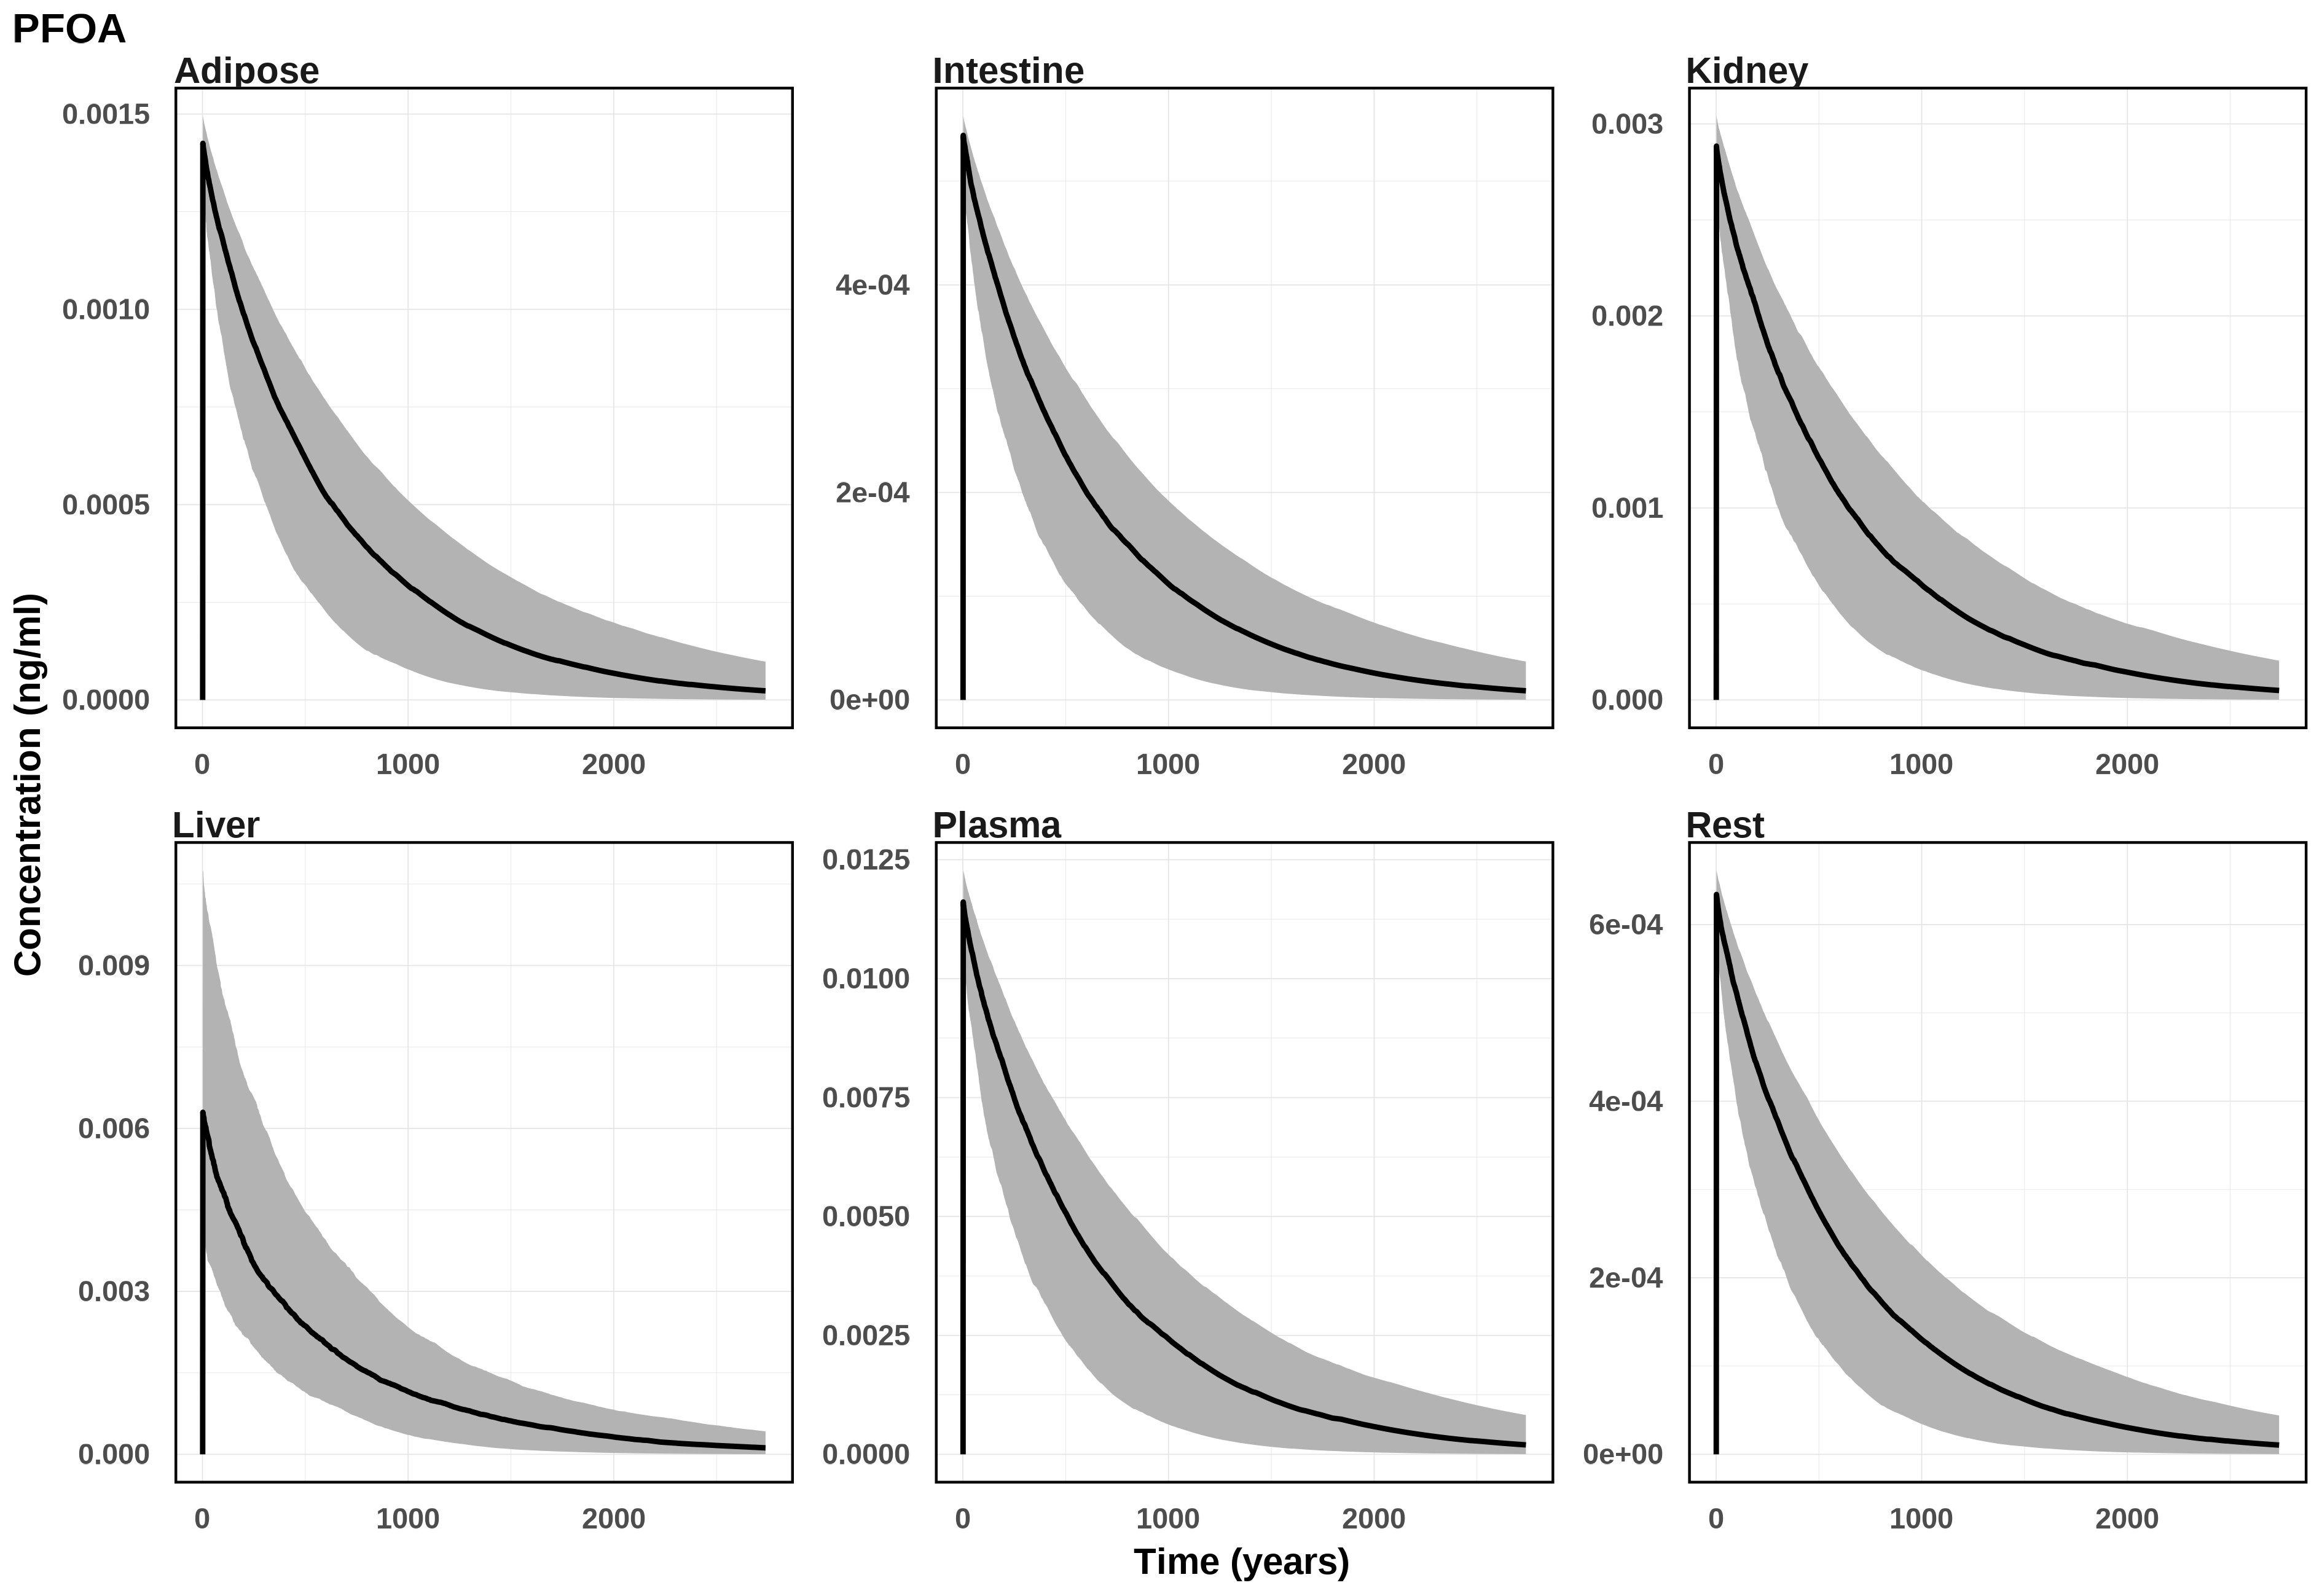 PFOA
Adipose Intestine Kidney
0.0015
0.0010
0.0005
0.0000
4e-04
2e-04
0e+00
0.003
0.002
0.001
0.000
0 1000 2000 0 1000 2000 0 1000 2000
Concentration (ng/ml)
Liver Plasma Rest
0.009
0.006
0.003
0.000
0.0125
0.0100
0.0075
0.0050
0.0025
0.0000
6e-04
4e-04
2e-04
0e+00
0 1000 2000 0 1000 2000 0 1000 2000
Time (years)